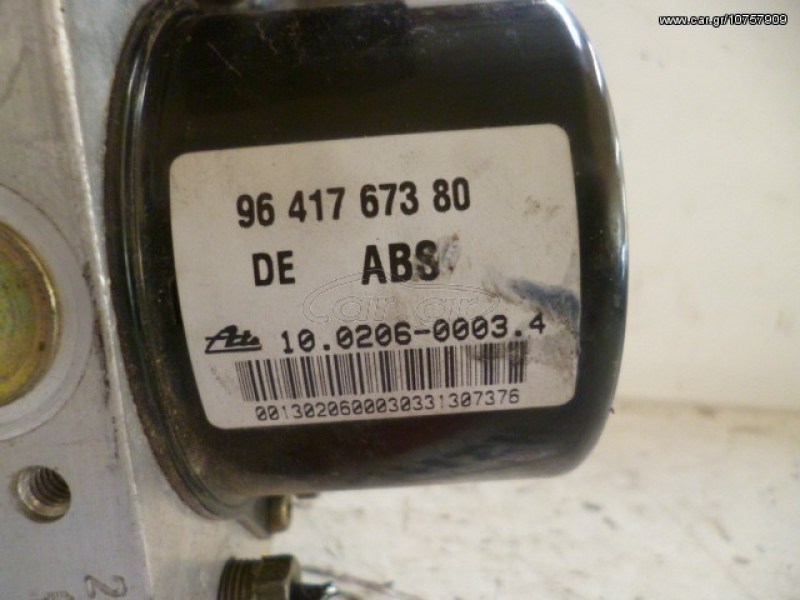 www.car.gr/10757909
96 417 673 80
DE ABS
Ate 10.0206-0003.4
0013020600030331307376